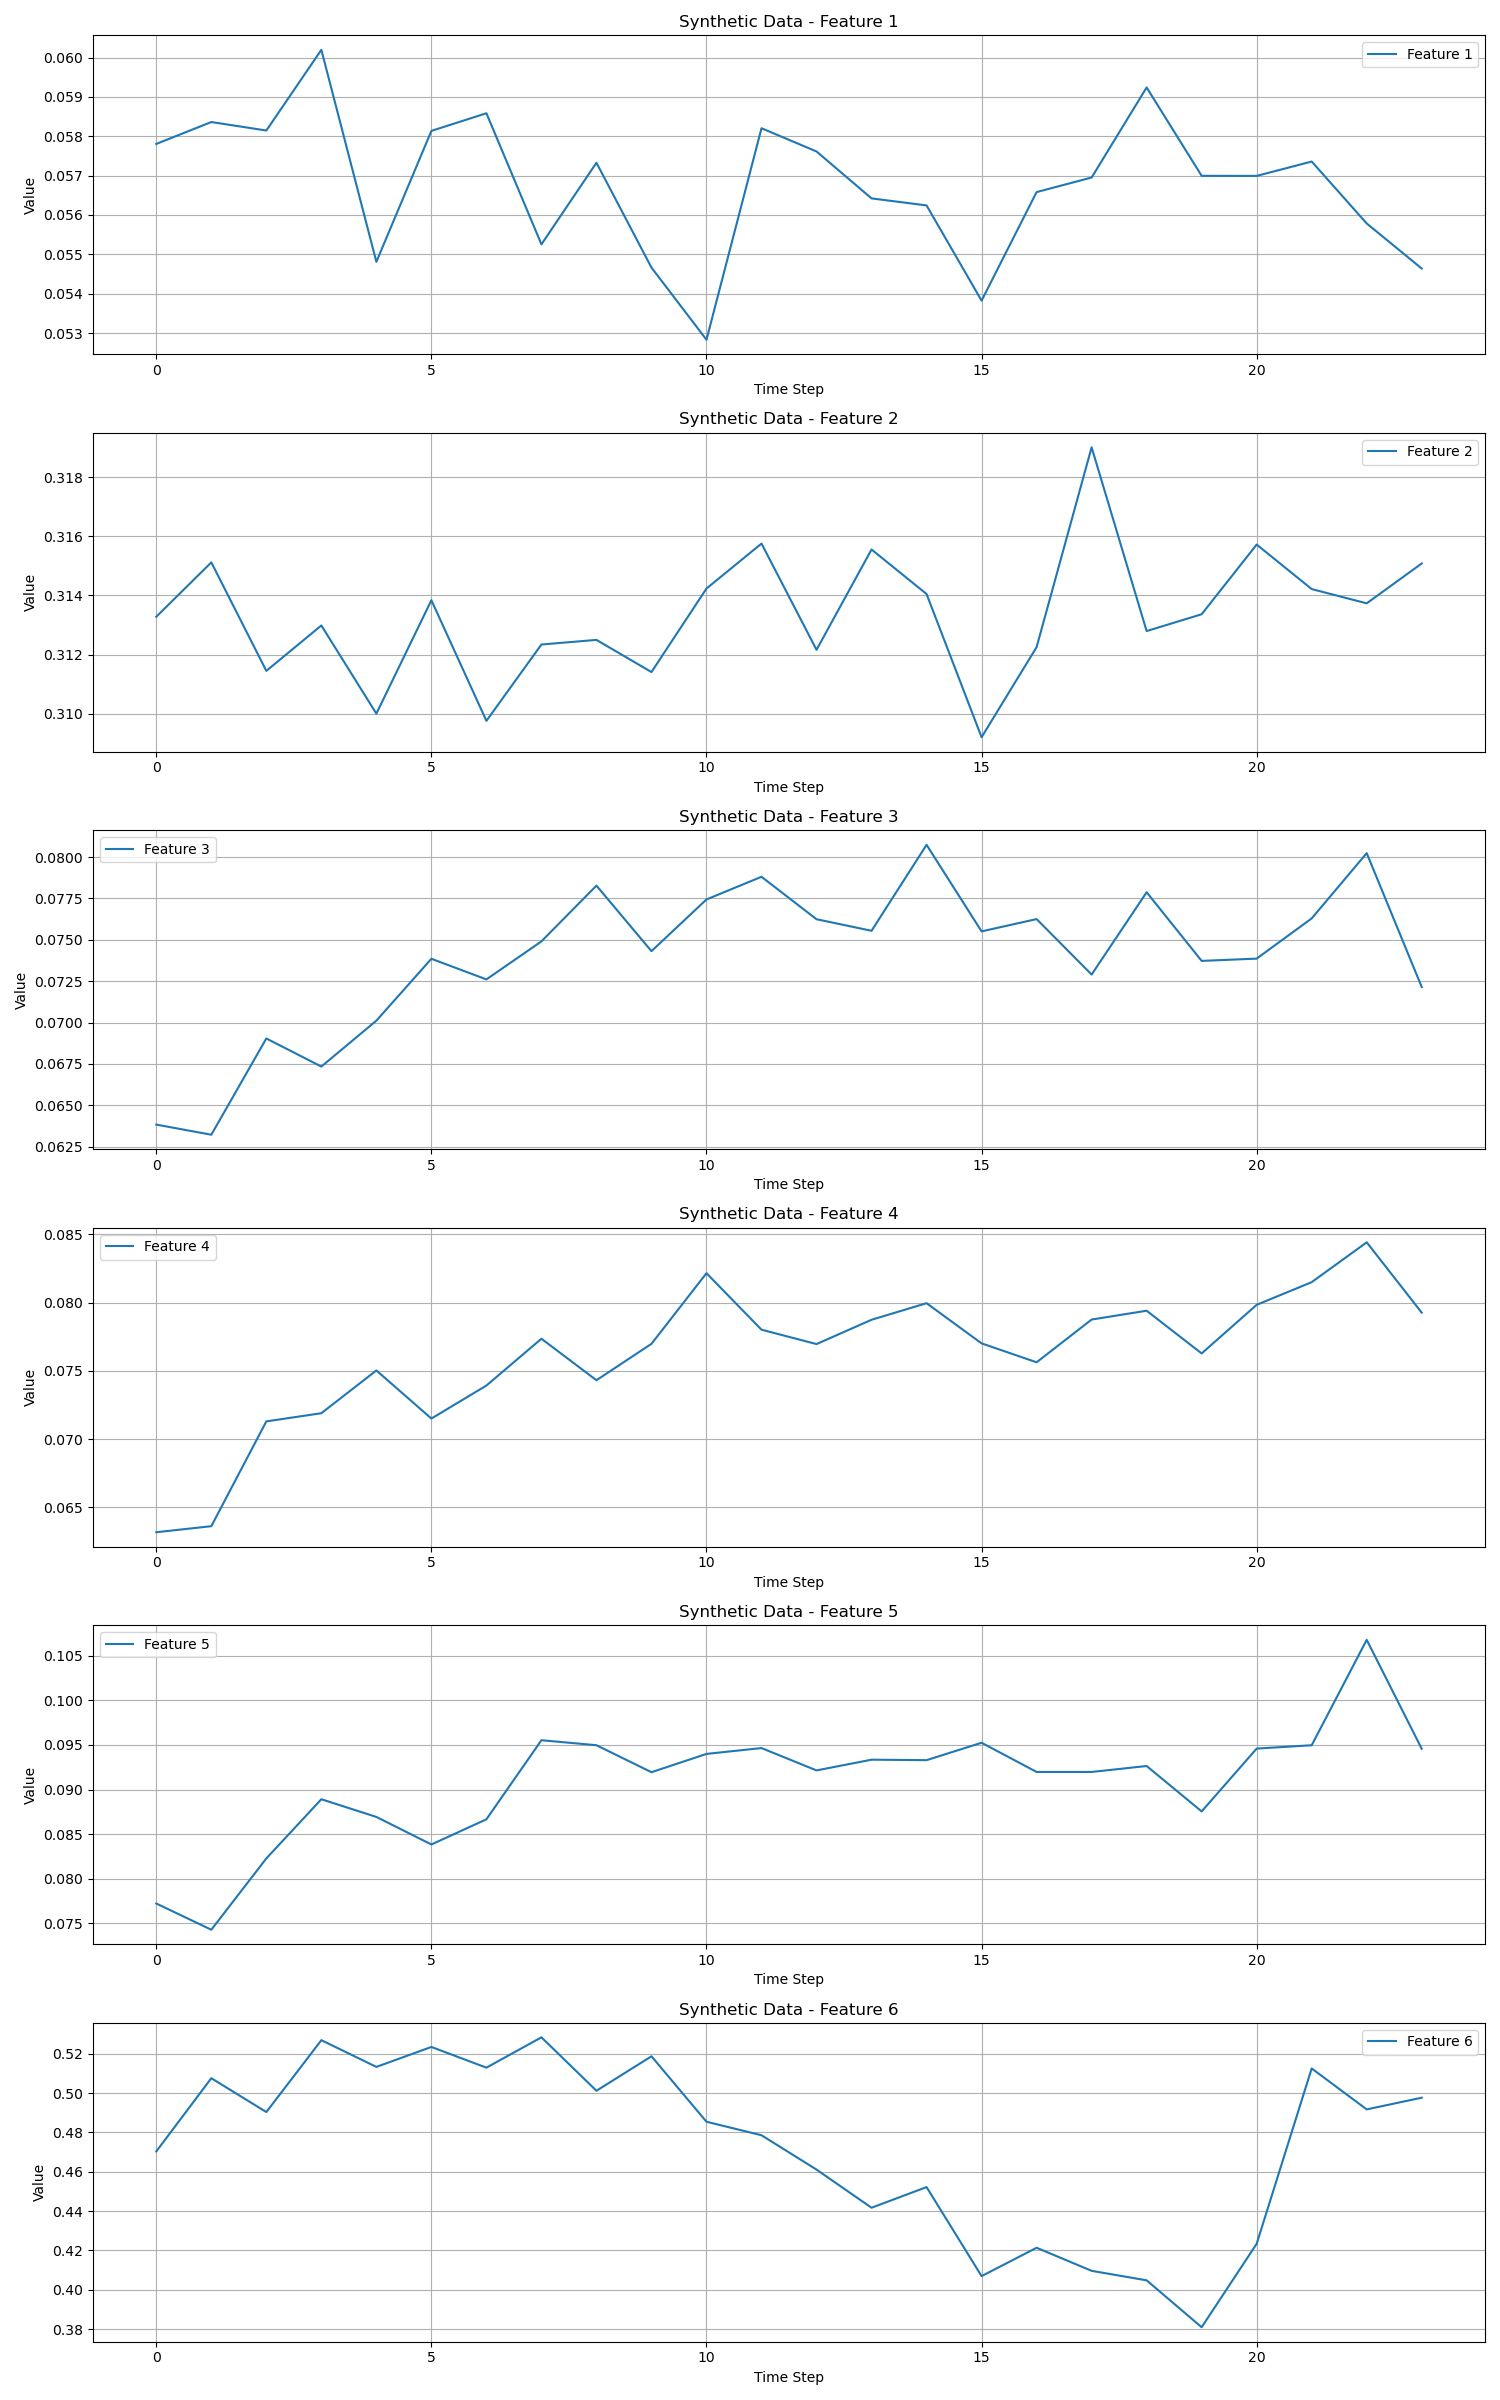 Synthetic Data - Feature 1
Feature 1
0.060
0.059
0.058
0.057
0.056
0.055
0.054
0.053
Value
0 5 10 15 20
Time Step
Synthetic Data - Feature 2
Feature 2
0.318
0.316
0.314
0.312
0.310
Value
0 5 10 15 20
Time Step
Synthetic Data - Feature 3
Feature 3
0.0800
0.0775
0.0750
0.0725
0.0700
0.0675
0.0650
0.0625
Value
0 5 10 15 20
Time Step
Synthetic Data - Feature 4
Feature 4
0.085
0.080
0.075
0.070
0.065
Value
0 5 10 15 20
Time Step
Synthetic Data - Feature 5
Feature 5
0.105
0.100
0.095
0.090
0.085
0.080
0.075
Value
0 5 10 15 20
Time Step
Synthetic Data - Feature 6
Feature 6
0.52
0.50
0.48
0.46
0.44
0.42
0.40
0.38
Value
0 5 10 15 20
Time Step